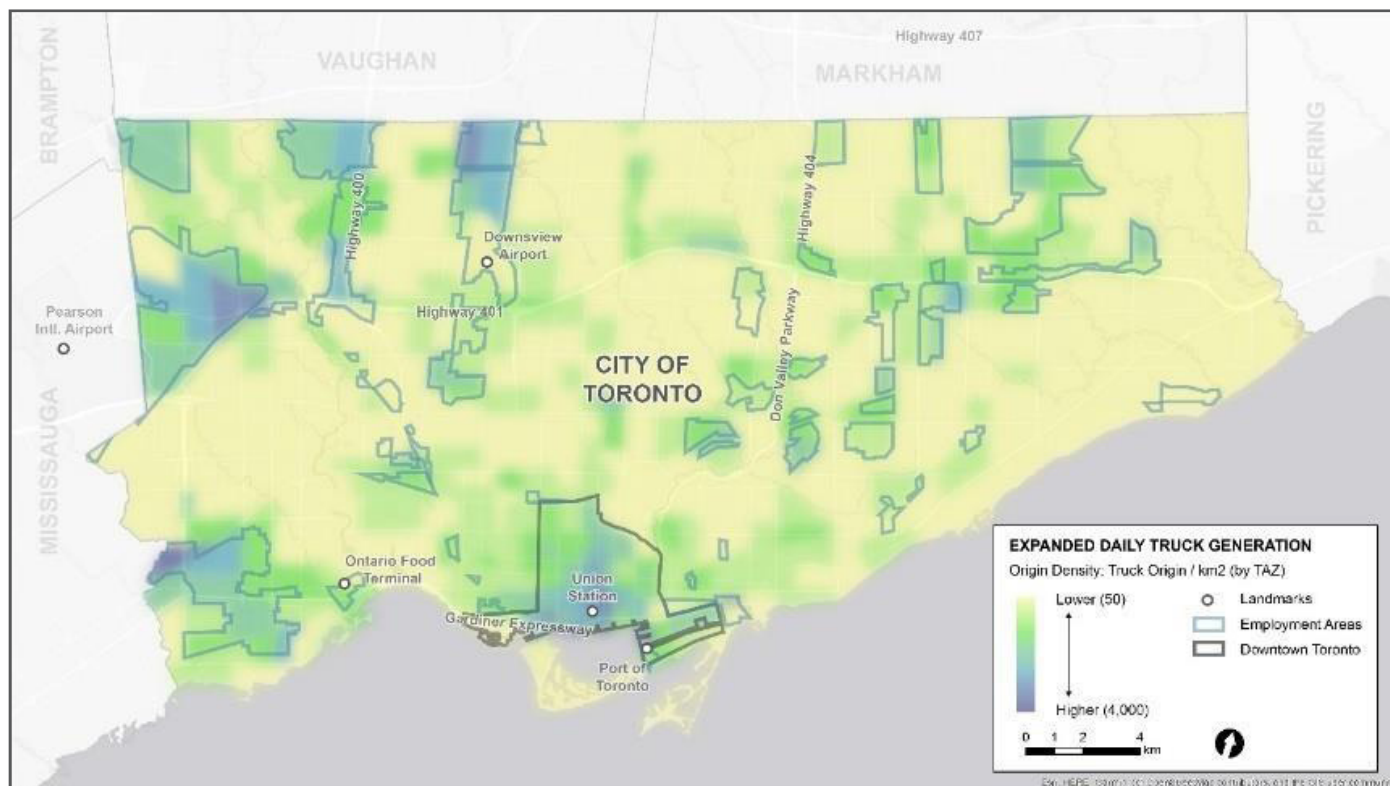 Highway 407
VAUGHAN
MARKHAM
BRAMPTON
PICKERING
Highway 400
Highway 404
Downsview
Airport
Pearson
Intl. Airport
Highway 401
CITY OF
TORONTO
Don Valley Parkway
MISSISSAUGA
Ontario Food
Terminal
Union
Station
Gardiner Expressway
Port of
Toronto
EXPANDED DAILY TRUCK GENERATION
Origin Density: Truck Origin / km2 (by TAZ)
Lower (50)
Higher (4,000)
Landmarks
Employment Areas
Downtown Toronto
0 1 2 4
km